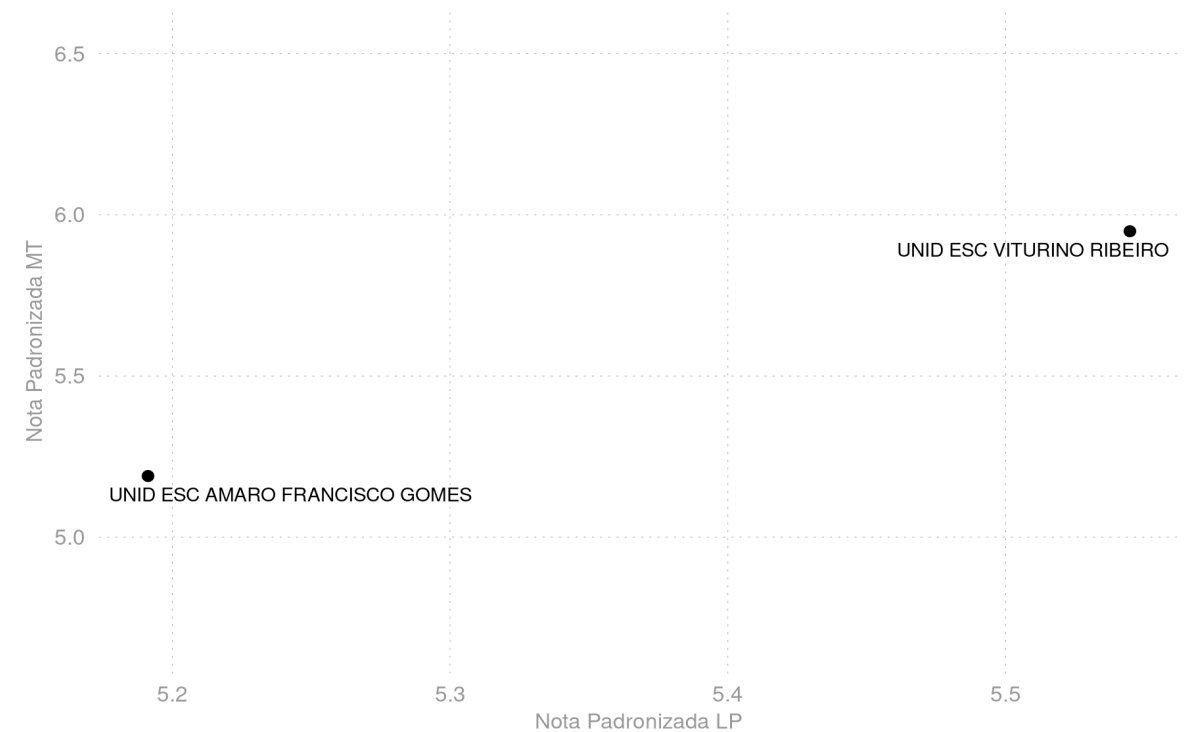 6.5
6.0
UNID ESC VITURINO RIBEIRO
Nota Padronizada MT
5.5
UNID ESC AMARO FRANCISCO GOMES
5.0
5.2 5.3 5.4 5.5
Nota Padronizada LP